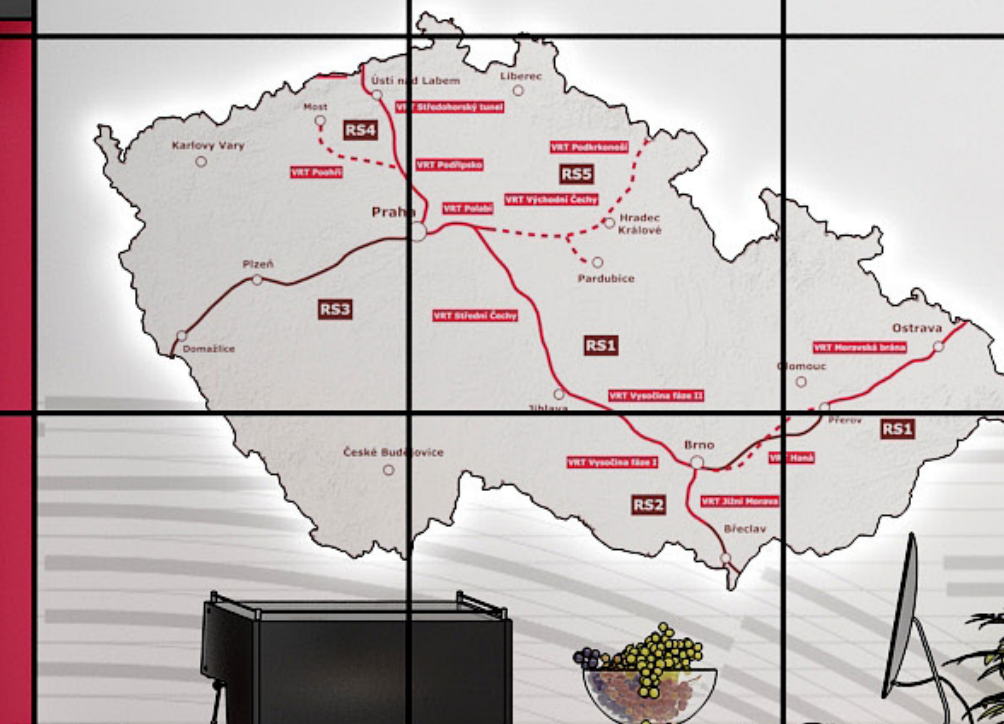 Ústí nad Labem
Liberec
VRT Středohorský tunel
Most
RS4
Karlovy Vary
VRT Podkrkonoší
VRT Poohří
VRT Podřipsko
RS5
VRT Východní Čechy
Praha
VRT Polabí
Hradec
Králové
Plzeň
Pardubice
RS3
VRT Střední Čechy
Ostrava
Domažlice
RS1
VRT Moravská brána
Olomouc
Jihlava
VRT Vysočina fáze II
Přerov
RS1
České Budějovice
Brno
VRT Vysočina fáze I
VRT Haná
RS2
VRT Jižní Morava
Břeclav